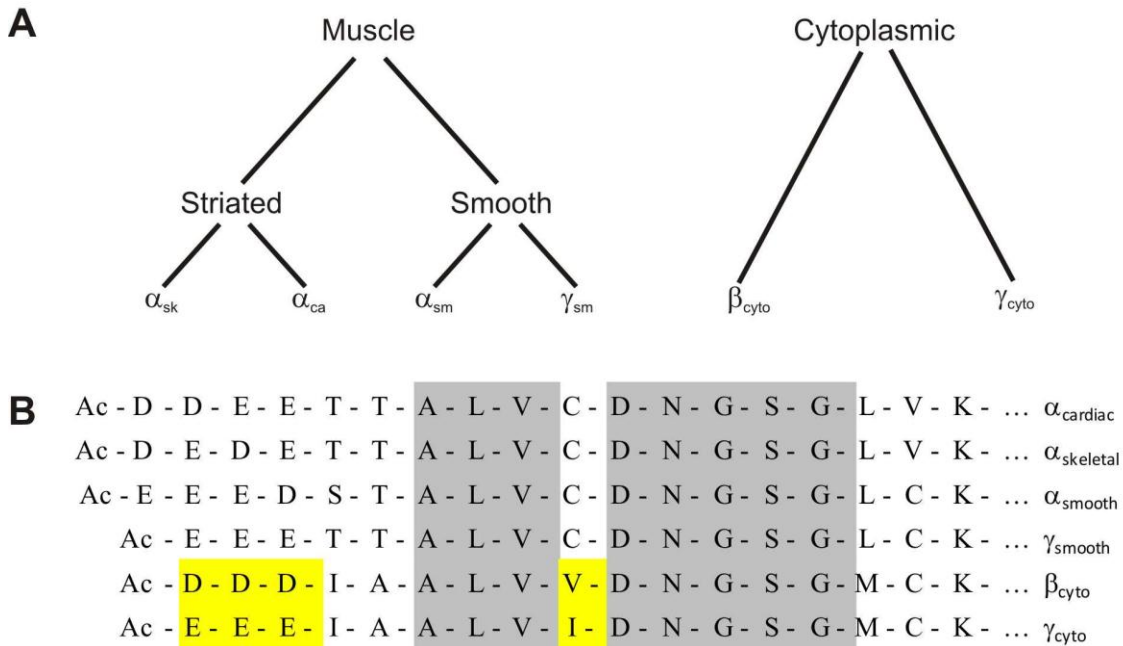 A
Muscle Cytoplasmic
Striated Smooth
αsk αca αsm γsm βcyto γcyto
B
Ac - D - D - E - E - T - T - A - L - V - C - D - N - G - S - G - L - V - K - ... αcardiac
Ac - D - E - D - E - T - T - A - L - V - C - D - N - G - S - G - L - V - K - ... αskeletal
Ac - E - E - E - D - S - T - A - L - V - C - D - N - G - S - G - L - C - K - ... αsmooth
Ac - E - E - E - T - T - A - L - V - C - D - N - G - S - G - L - C - K - ... γsmooth
Ac - D - D - D - I - A - A - L - V - V - D - N - G - S - G - M - C - K - ... βcyto
Ac - E - E - E - I - A - A - L - V - I - D - N - G - S - G - M - C - K - ... γcyto